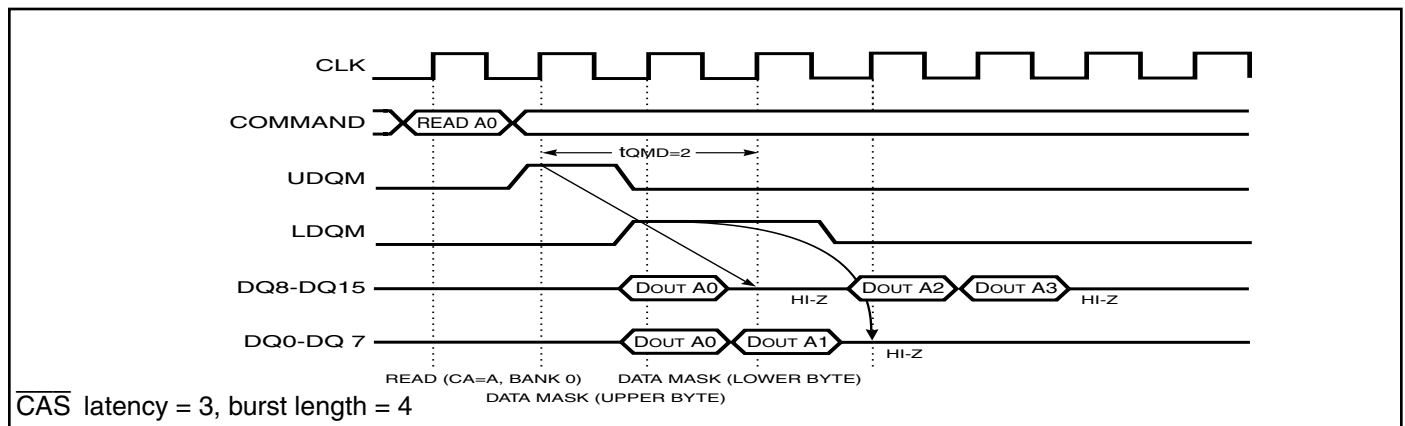 CLK
COMMAND READ A0
tQMD=2
UDQM
LDQM
DQ8-DQ15 DOUT A0 HI-Z DOUT A2 DOUT A3 HI-Z
DQ0-DQ 7 DOUT A0 DOUT A1 HI-Z
READ (CA=A, BANK 0) DATA MASK (LOWER BYTE)
DATA MASK (UPPER BYTE)
CAS latency = 3, burst length = 4